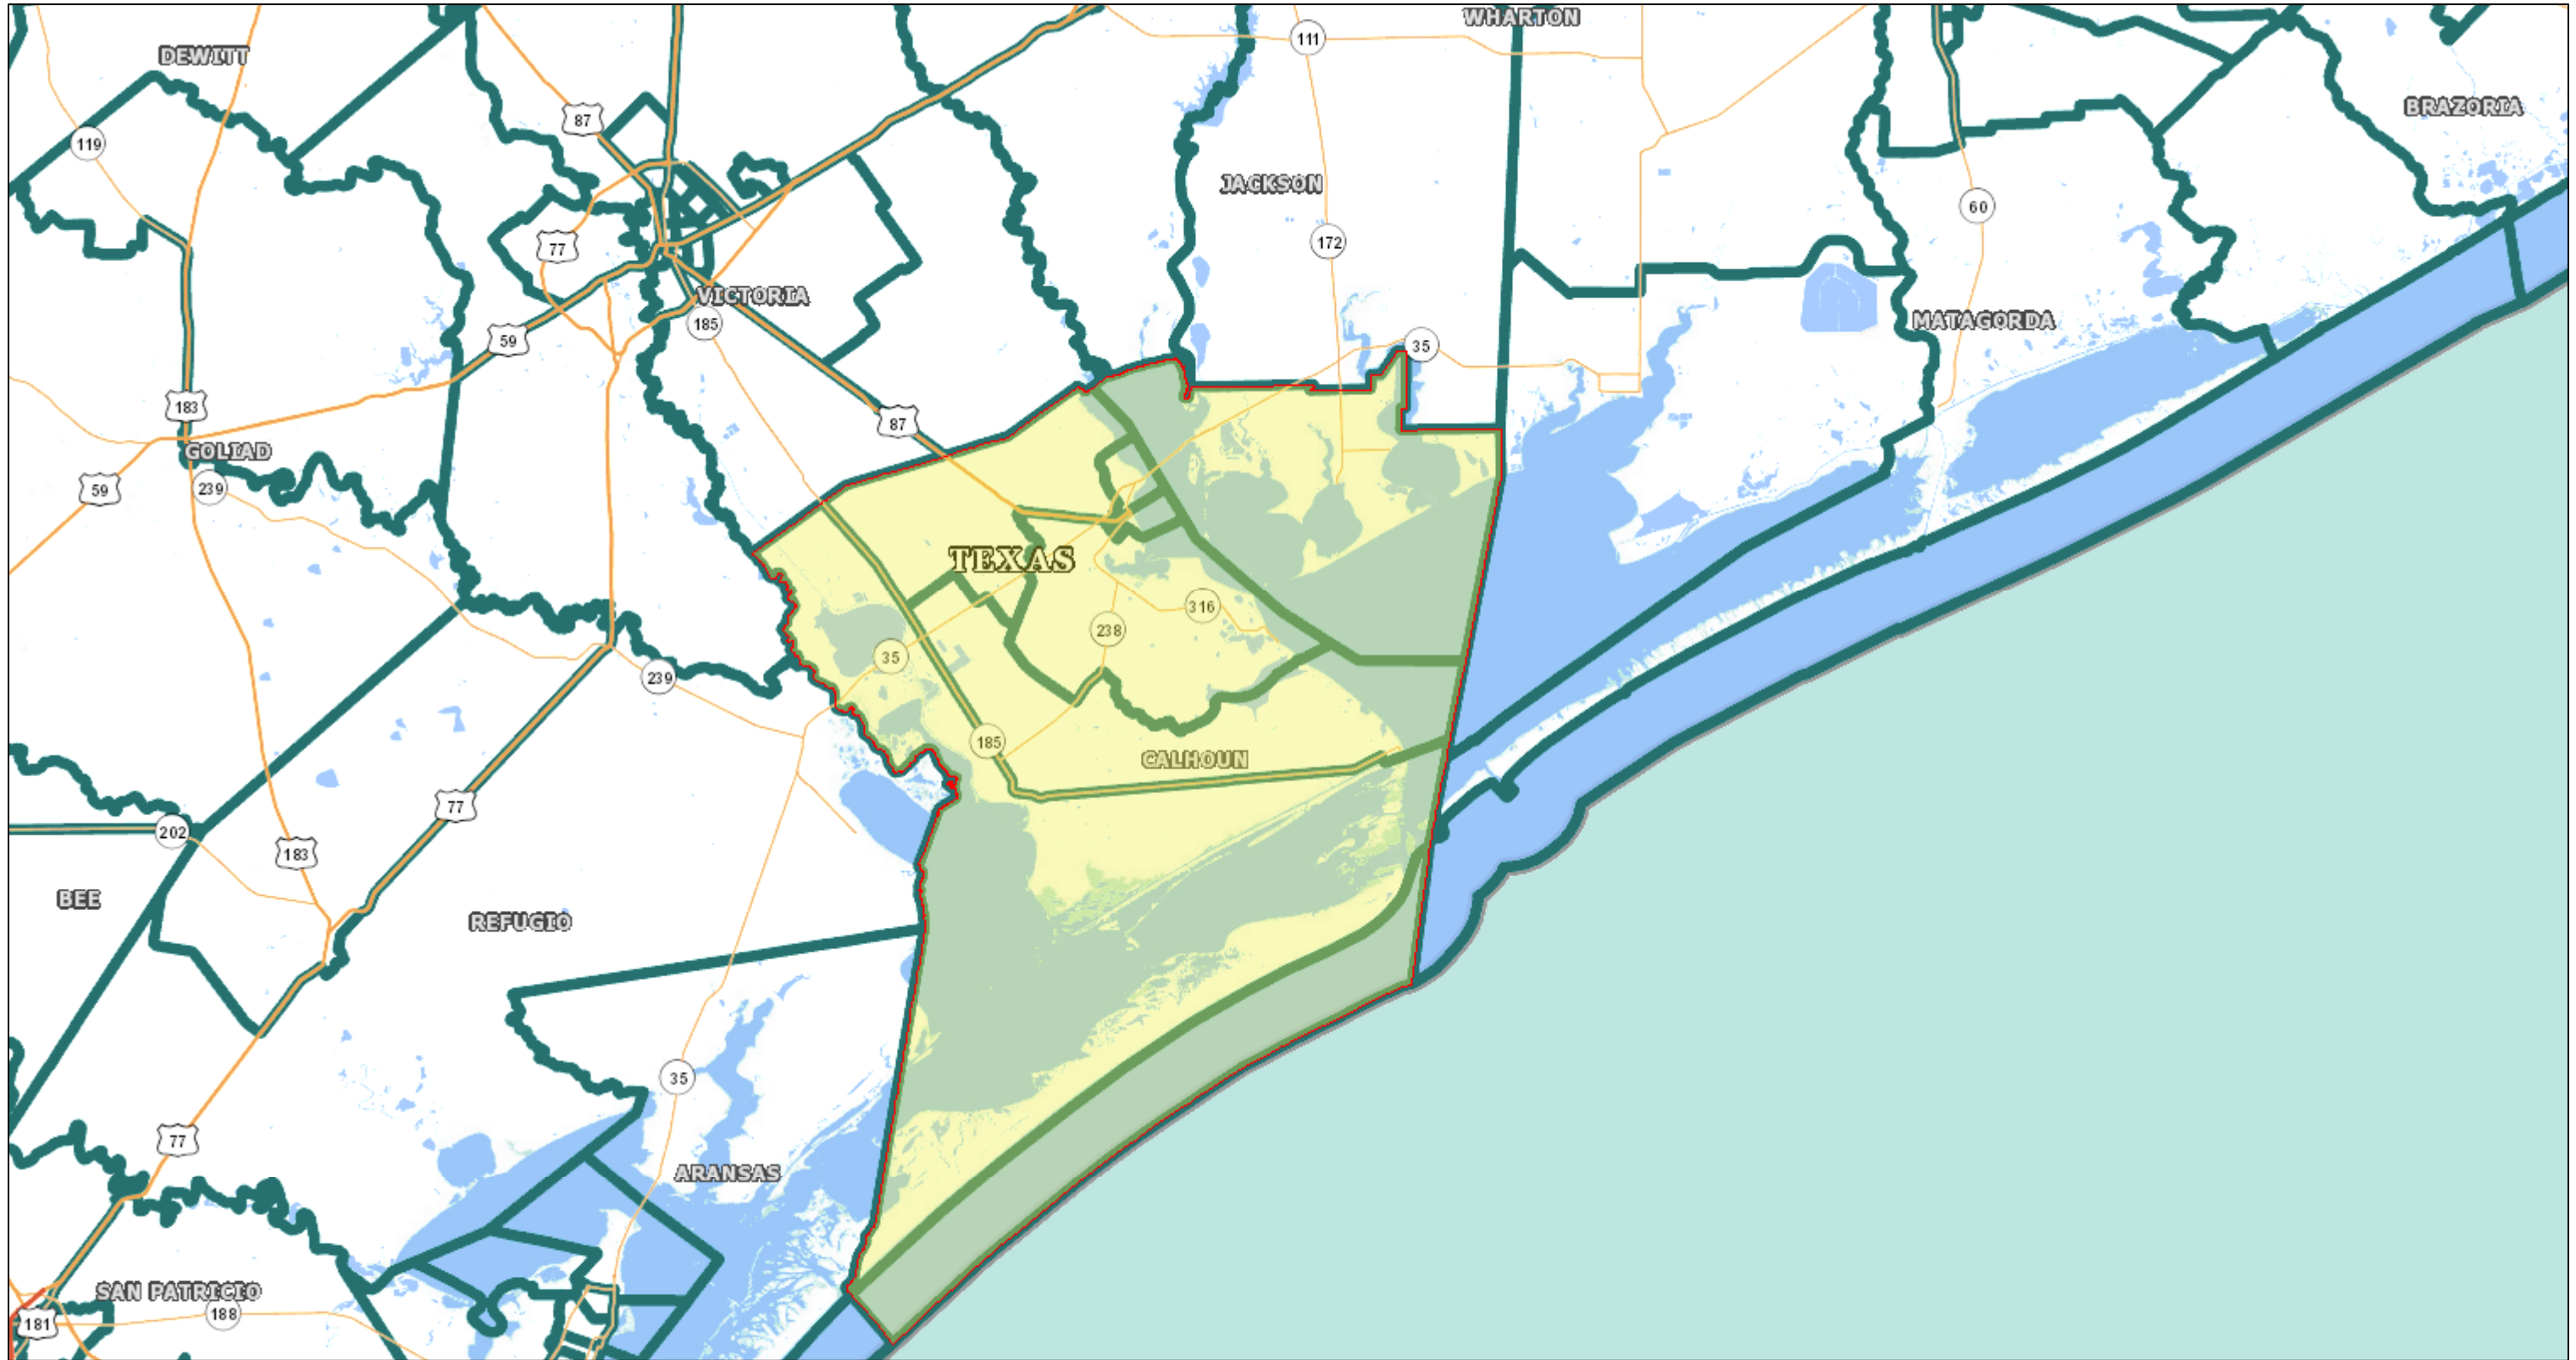 WHARTON
111
DEWITT
BRAZORIA
87
119
JACKSON
60
172
77
VICTORIA
185
MATAGORDA
59
35
183
87
GOLIAD
239
59
TEXAS
316
238
35
239
185
CALHOUN
77
202
183
BEE
REFUGIO
35
77
ARANSAS
SAN PATRICIO
188
181